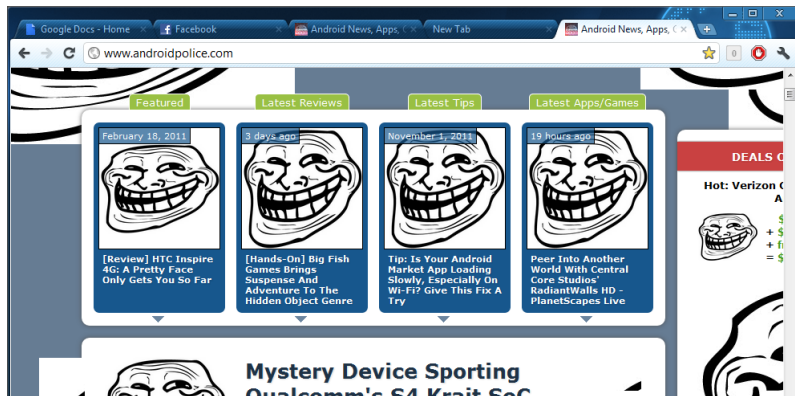 Google Docs - Home
Facebook
Android News, Apps, (
New Tab
Android News, Apps, (
www.androidpolice.com
0
Featured
Latest Reviews
Latest Tips
Latest Apps/Games
February 18, 2011
3 days ago
November 1, 2011
19 hours ago
[Review] HTC Inspire
4G: A Pretty Face
Only Gets You So Far
[Hands-On] Big Fish
Games Brings
Suspense And
Adventure To The
Hidden Object Genre
Tip: Is Your Android
Market App Loading
Slowly, Especially On
Wi-Fi? Give This Fix A
Try
Peer Into Another
World With Central
Core Studios'
RadiantWalls HD -
PlanetScapes Live
DEALS
Hot: Verizon
A
$
+ $
+ f
= $
Mystery Device Sporting
Qualcomm's S4 Krait SoC